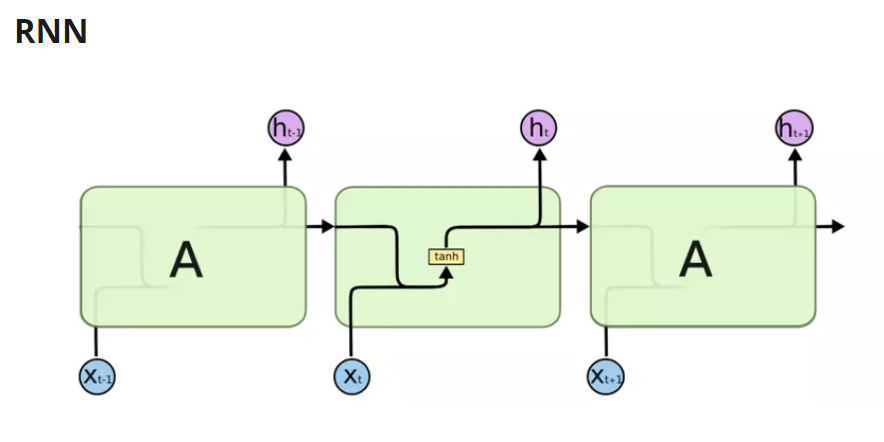 RNN
ht-1
ht
ht+1
A
tanh
A
Xt-1
Xt
Xt+1